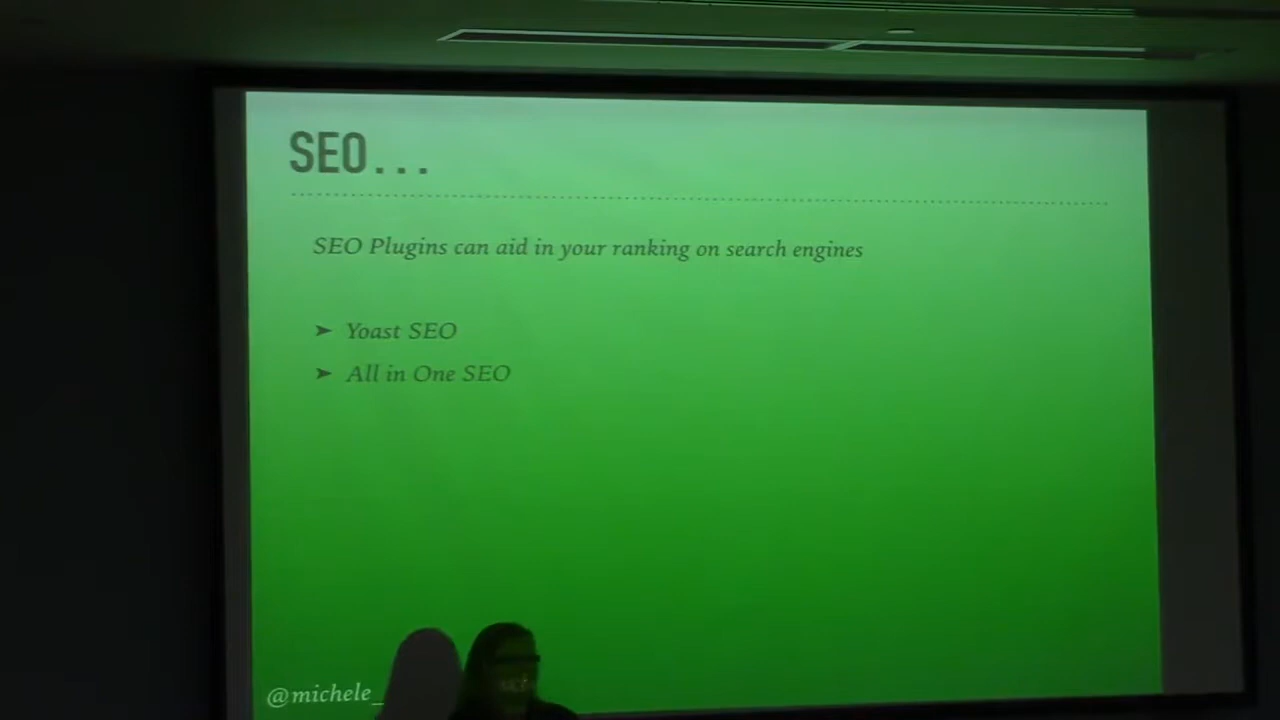 SEO...
SEO Plugins can aid in your ranking on search engines
➤ Yoast SEO
➤ All in One SEO
@michele_